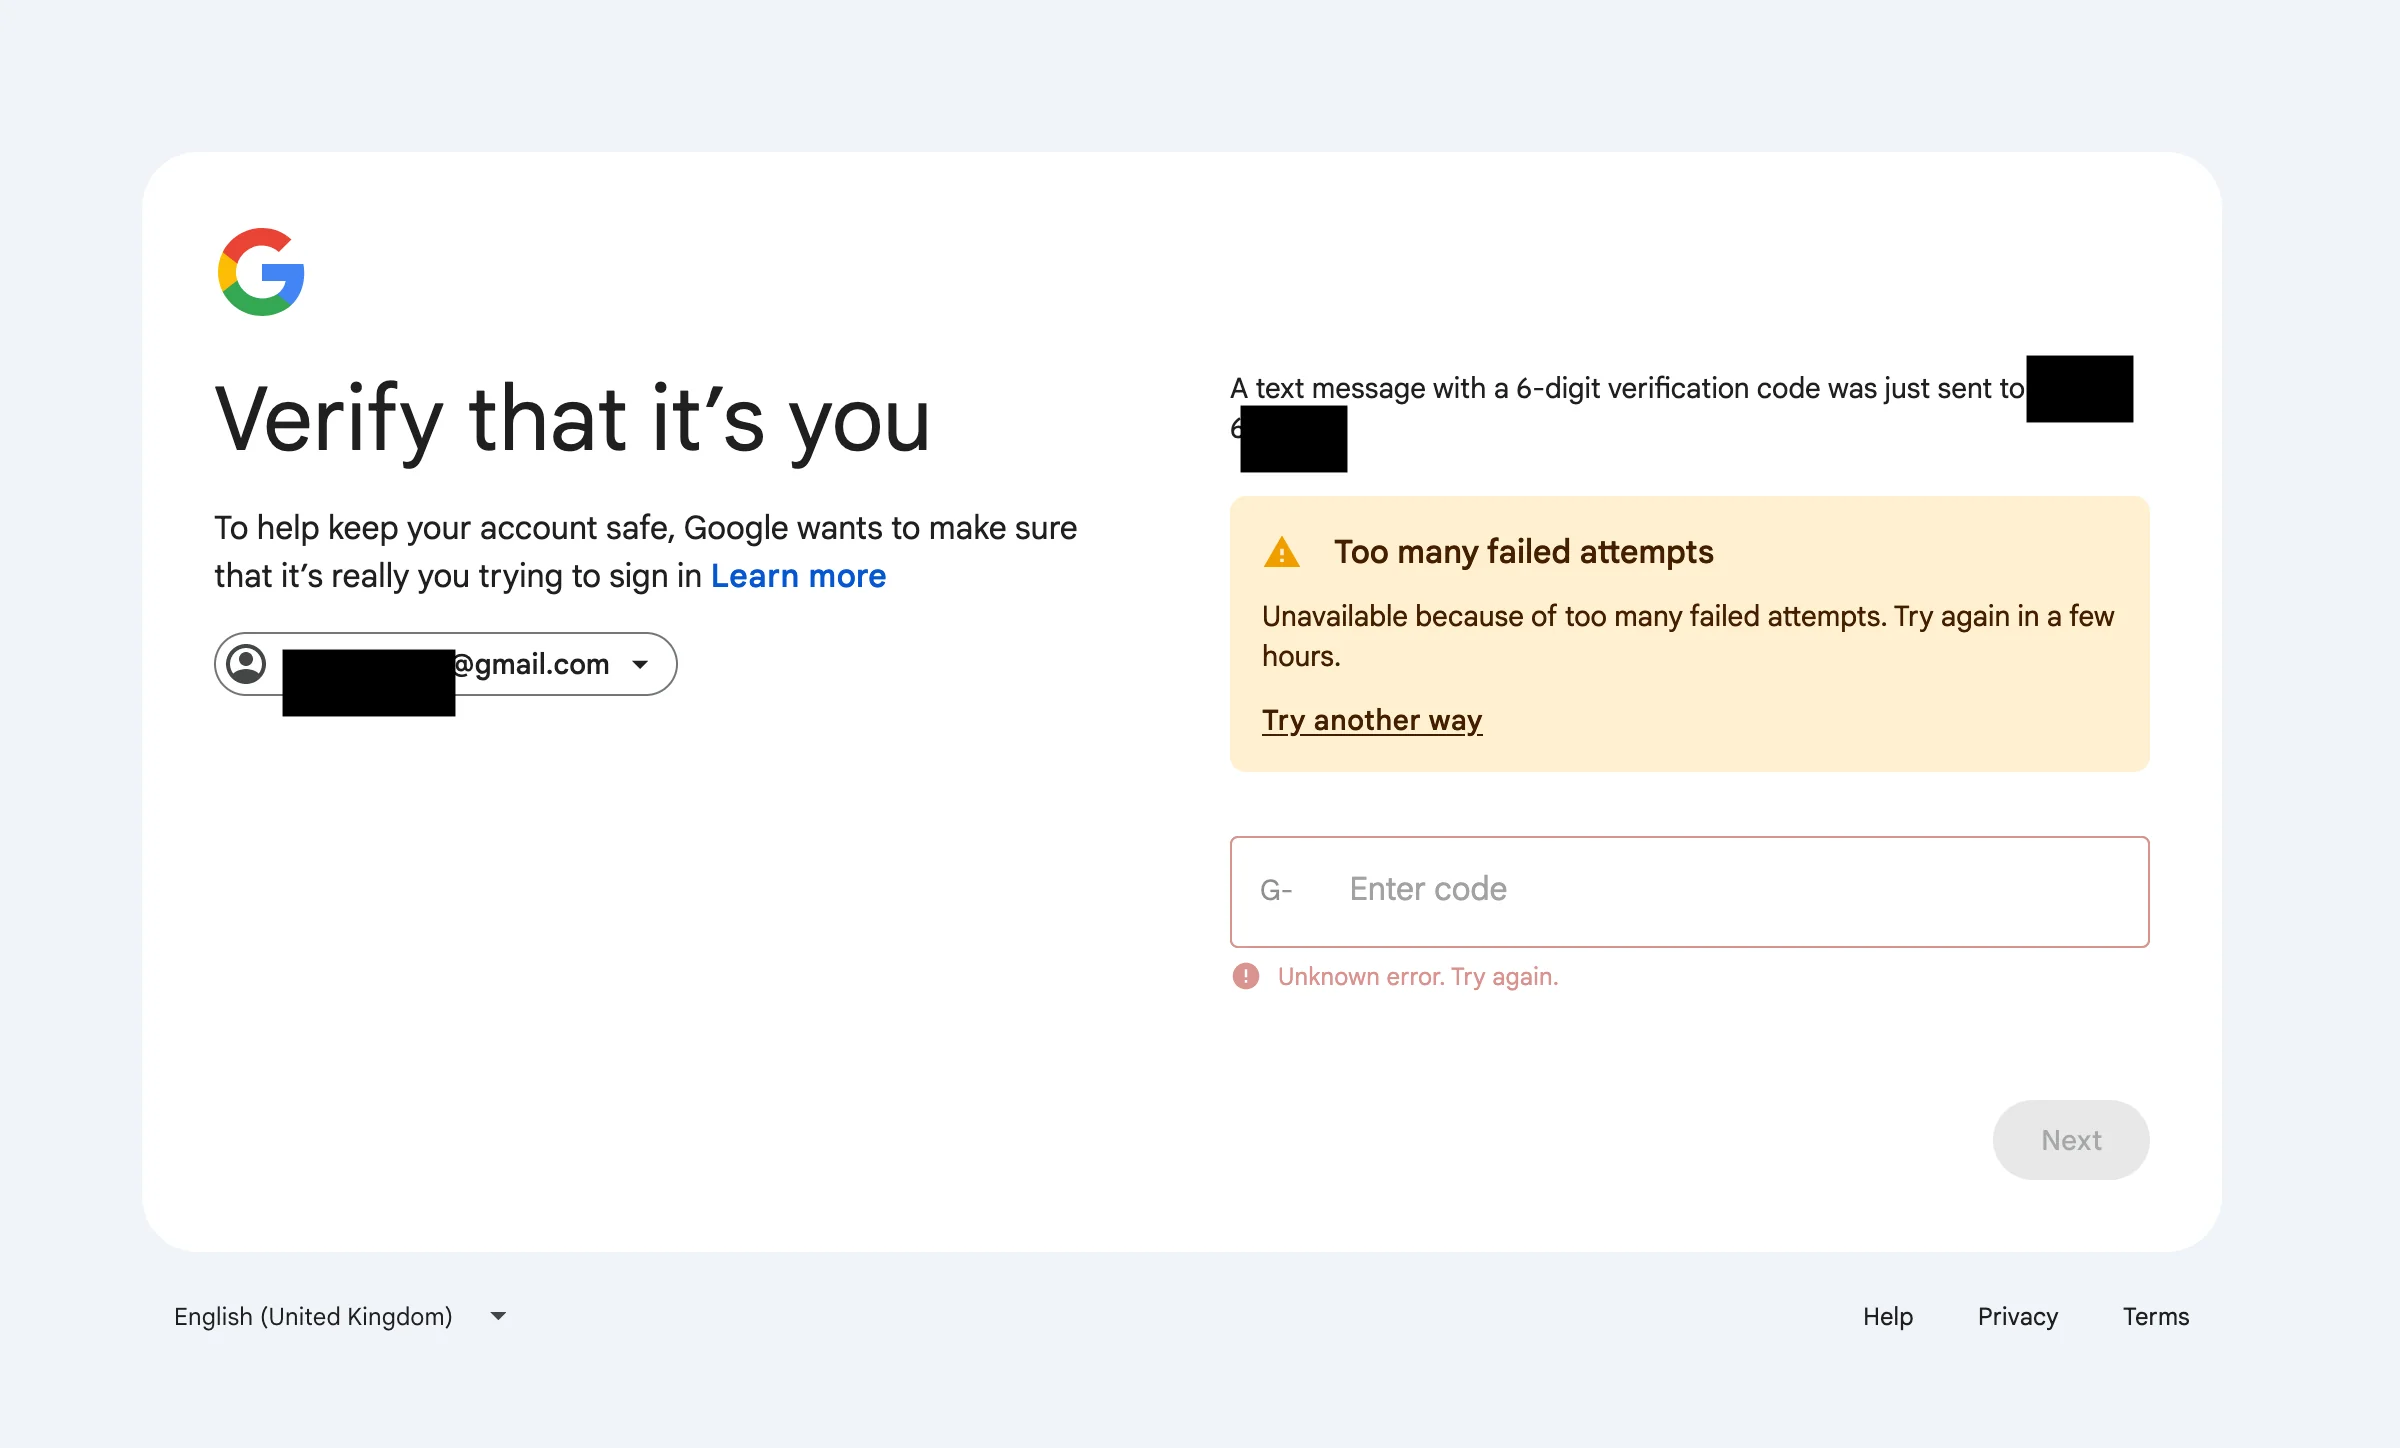 Verify that it’s you
To help keep your account safe, Google wants to make sure
that it’s really you trying to sign in Learn more
@gmail.com
A text message with a 6-digit verification code was just sent to
6
Too many failed attempts
Unavailable because of too many failed attempts. Try again in a few
hours.
Try another way
G- Enter code
Unknown error. Try again.
Next
English (United Kingdom)
Help Privacy Terms